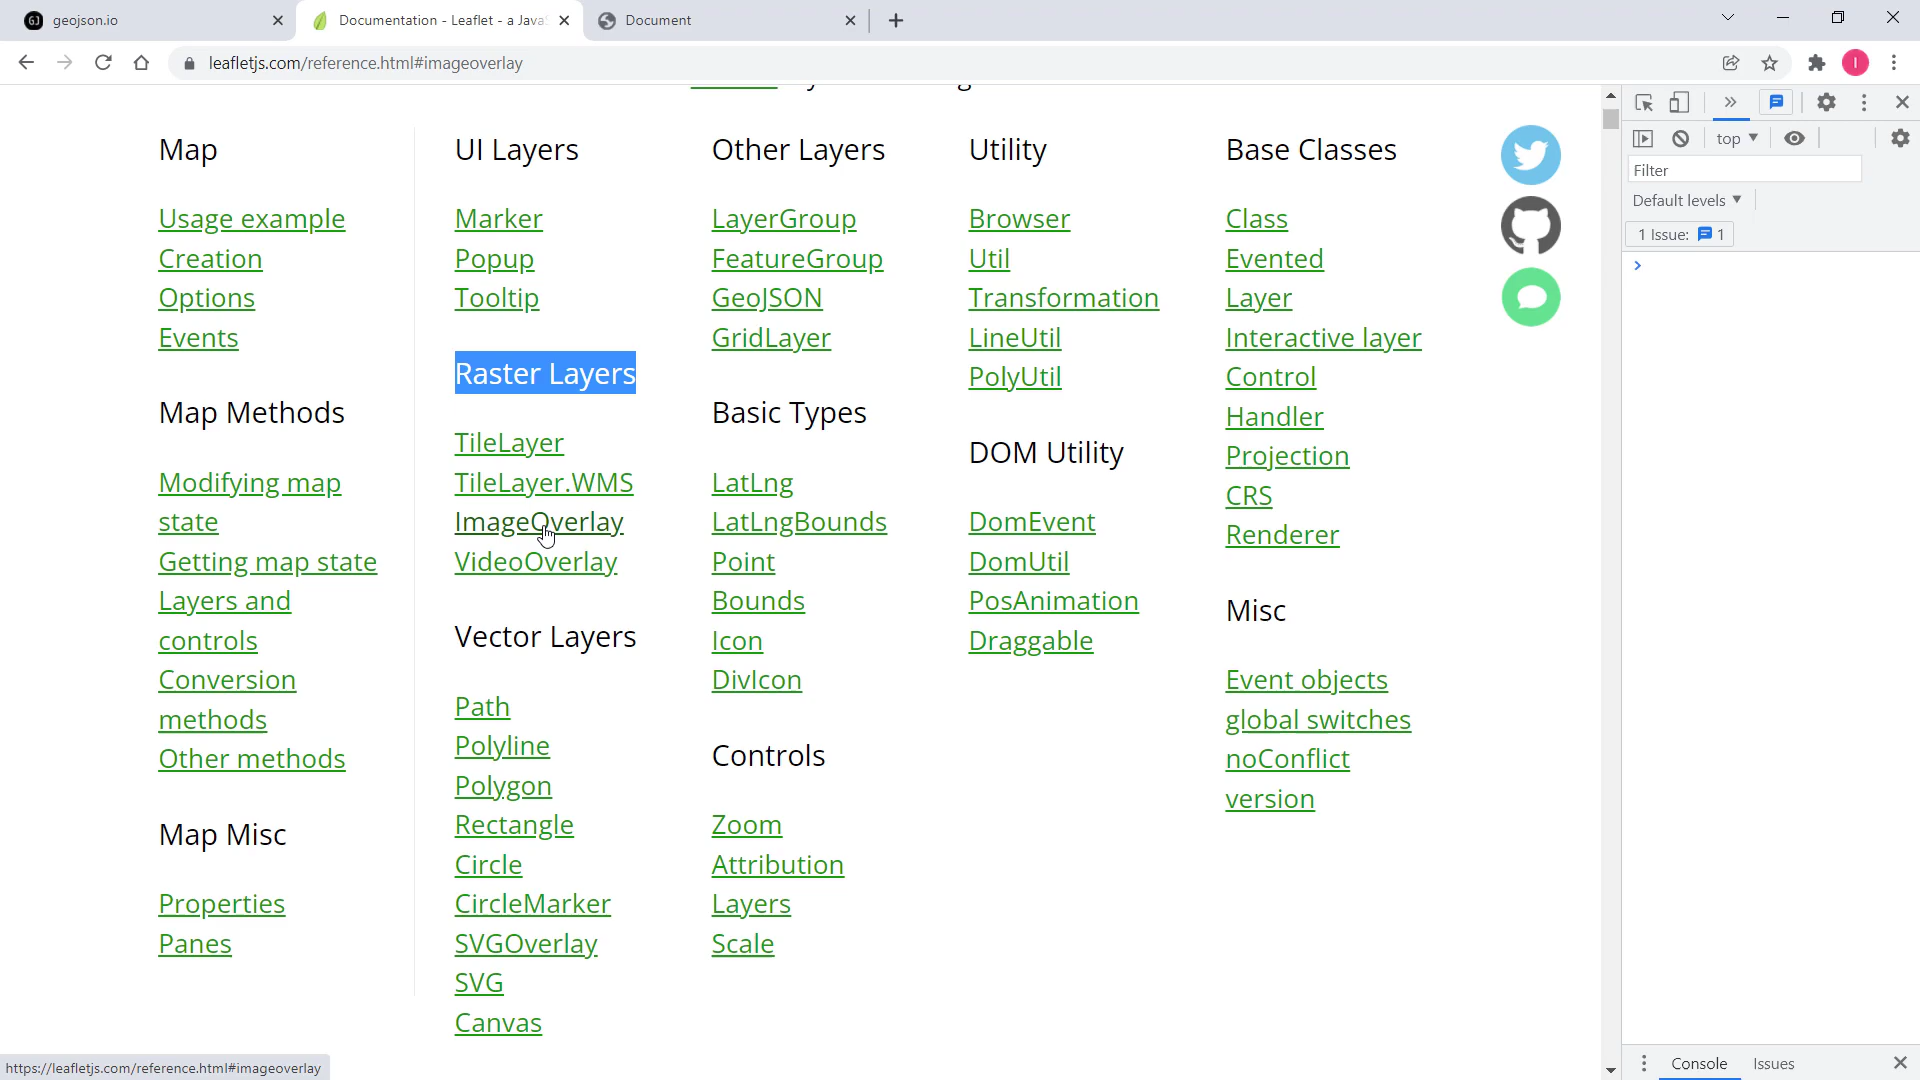 geojson.io
Documentation - Leaflet - a Java
Document
leafletjs.com/reference.html#imageoverlay
Map
Usage example
Creation
Options
Events
Map Methods
Modifying map
state
Getting map state
Layers and
controls
Conversion
methods
Other methods
Map Misc
Properties
Panes
UI Layers
Marker
Popup
Tooltip
Raster Layers
TileLayer
TileLayer.WMS
ImageOverlay
VideoOverlay
Vector Layers
Path
Polyline
Polygon
Rectangle
Circle
CircleMarker
SVGOverlay
SVG
Canvas
Other Layers
LayerGroup
FeatureGroup
GeoJSON
GridLayer
Basic Types
LatLng
LatLngBounds
Point
Bounds
Icon
DivIcon
Controls
Zoom
Attribution
Layers
Scale
Utility
Browser
Util
Transformation
LineUtil
PolyUtil
DOM Utility
DomEvent
DomUtil
PosAnimation
Draggable
Base Classes
Class
Evented
Layer
Interactive layer
Control
Handler
Projection
CRS
Renderer
Misc
Event objects
global switches
noConflict
version
I
top
Filter
Default levels
1 Issue: 1
Console Issues
https://leafletjs.com/reference.html#imageoverlay